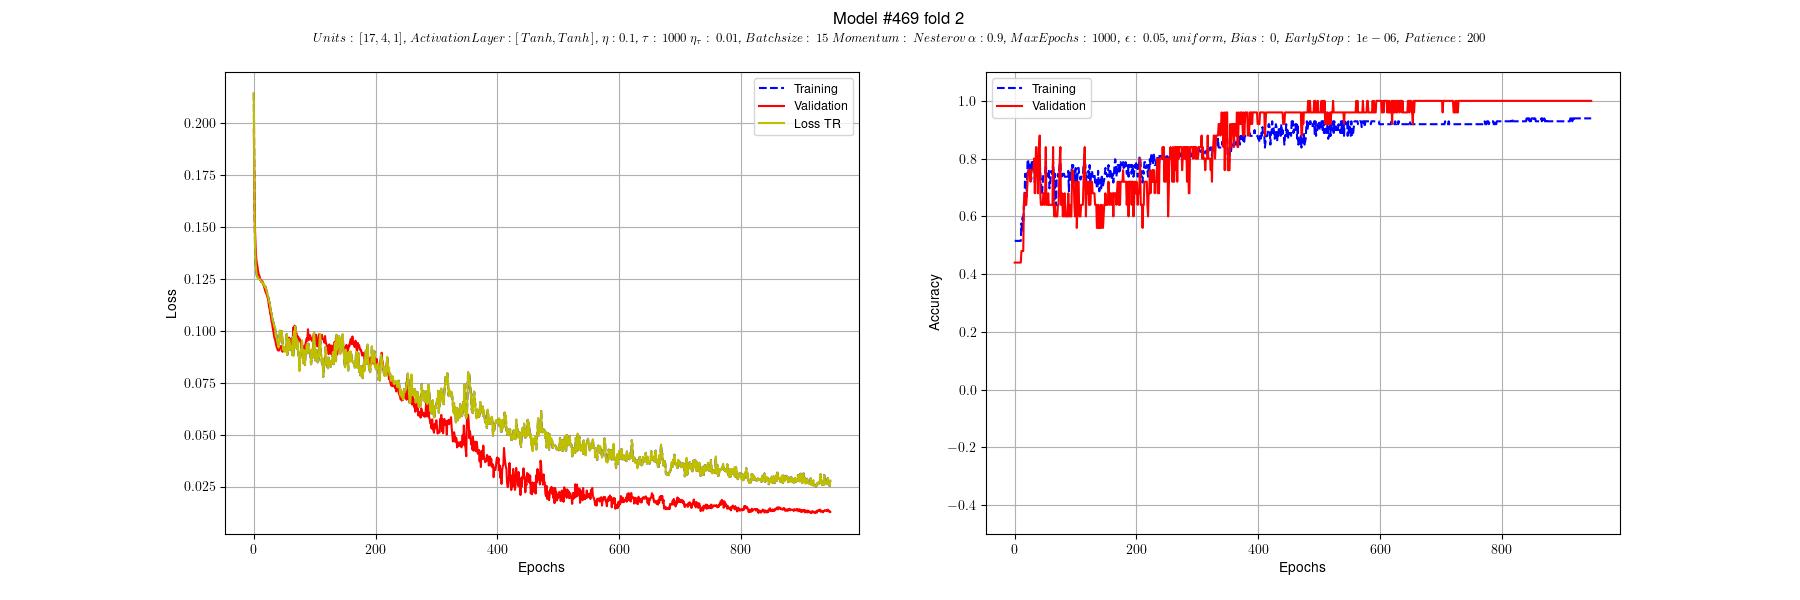 Model #469 fold 2
Units : [17, 4, 1], ActivationLayer : [Tanh, Tanh], η : 0.1, τ : 1000 ητ : 0.01, Batchsize : 15 Momentum : Nesterov α : 0.9, MaxEpochs : 1000, ϵ : 0.05, uniform, Bias : 0, EarlyStop : 1e − 06, Patience : 200
Training
Validation
Loss TR
0.200
0.175
0.150
0.125
0.100
0.075
0.050
0.025
Loss
0 200 400 600 800
Epochs
Training
Validation
1.0
0.8
0.6
0.4
0.2
0.0
−0.2
−0.4
Accuracy
0 200 400 600 800
Epochs